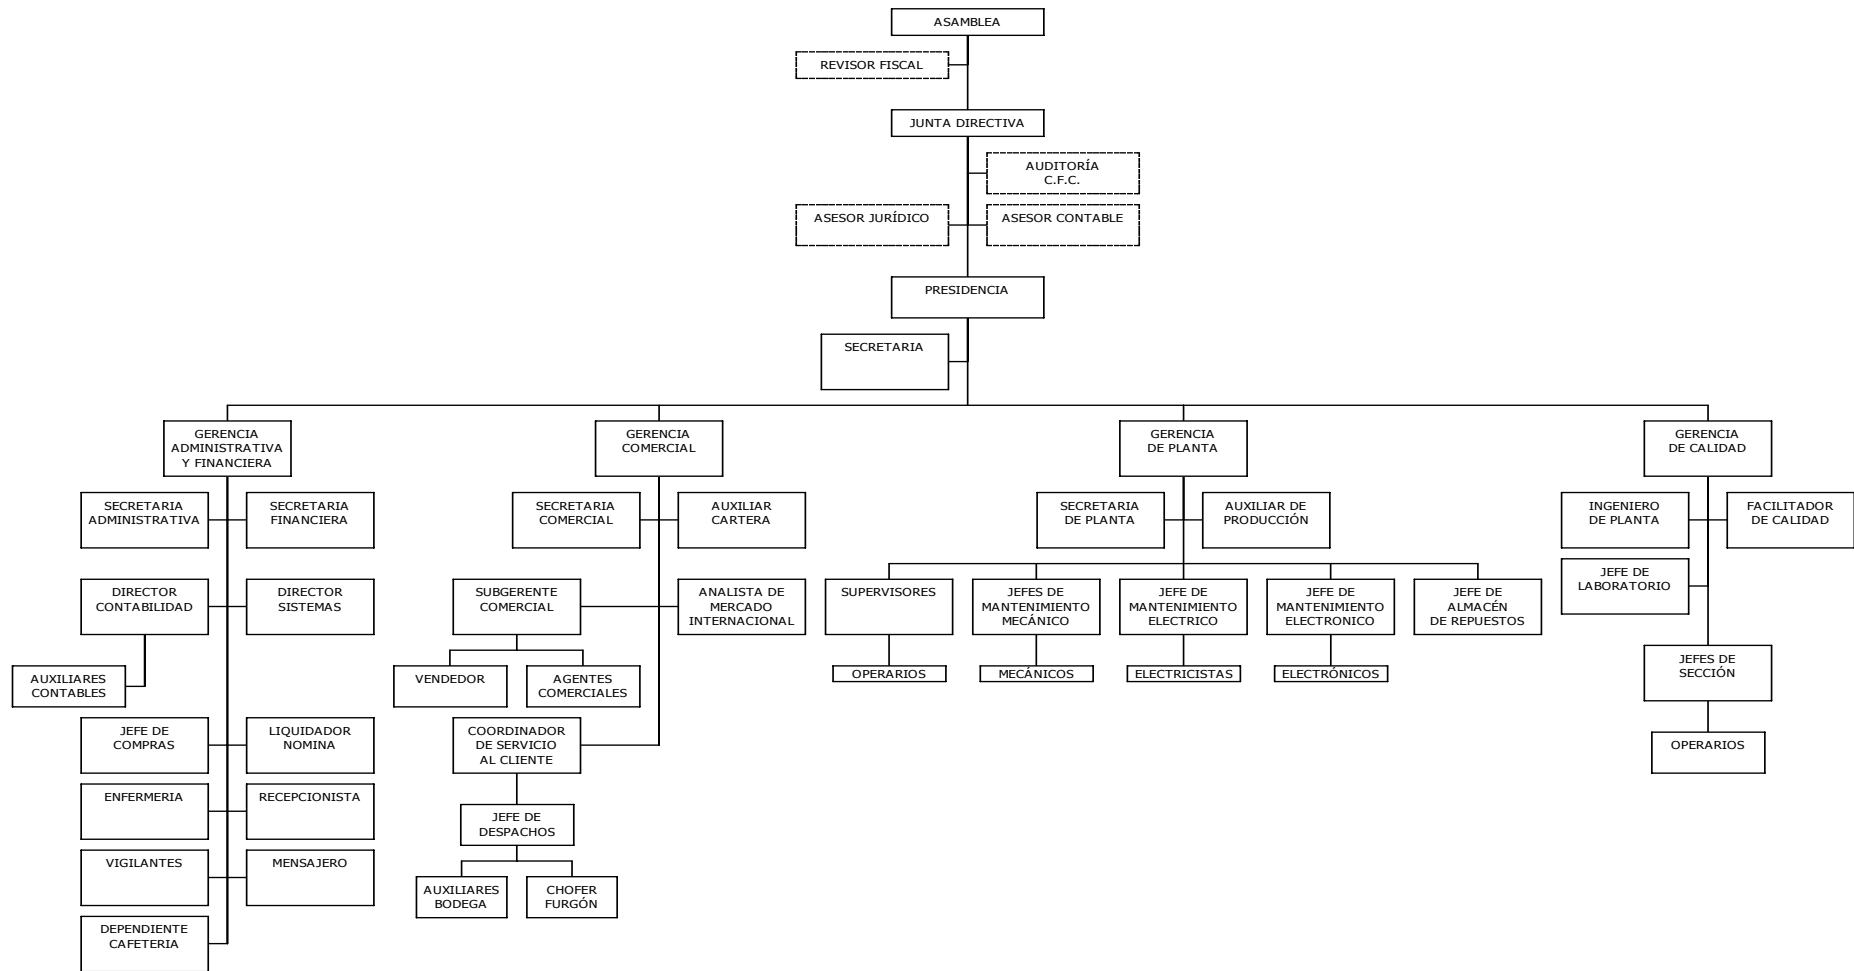 ASAMBLEA
REVISOR FISCAL
JUNTA DIRECTIVA
AUDITORÍA
C.F.C.
ASESOR JURÍDICO
ASESOR CONTABLE
PRESIDENCIA
SECRETARIA
GERENCIA
ADMINISTRATIVA
Y FINANCIERA
GERENCIA
COMERCIAL
GERENCIA
DE PLANTA
GERENCIA
DE CALIDAD
SECRETARIA
ADMINISTRATIVA
SECRETARIA
FINANCIERA
SECRETARIA
COMERCIAL
AUXILIAR
CARTERA
SECRETARIA
DE PLANTA
AUXILIAR DE
PRODUCCIÓN
INGENIERO
DE PLANTA
FACILITADOR
DE CALIDAD
JEFE DE
LABORATORIO
DIRECTOR
CONTABILIDAD
DIRECTOR
SISTEMAS
SUBGERENTE
COMERCIAL
ANALISTA DE
MERCADO
INTERNACIONAL
SUPERVISORES
JEFES DE
MANTENIMIENTO
MECÁNICO
JEFE DE
MANTENIMIENTO
ELECTRICO
JEFE DE
MANTENIMIENTO
ELECTRONICO
JEFE DE
ALMACÉN
DE REPUESTOS
AUXILIARES
CONTABLES
VENDEDOR
AGENTES
COMERCIALES
OPERARIOS
MECÁNICOS
ELECTRICISTAS
ELECTRÓNICOS
JEFES DE
SECCIÓN
JEFE DE
COMPRAS
LIQUIDADOR
NOMINA
COORDINADOR
DE SERVICIO
AL CLIENTE
OPERARIOS
ENFERMERIA
RECEPCIONISTA
JEFE DE
DESPACHOS
VIGILANTES
MENSAJERO
AUXILIARES
BODEGA
CHOFER
FURGÓN
DEPENDIENTE
CAFETERIA